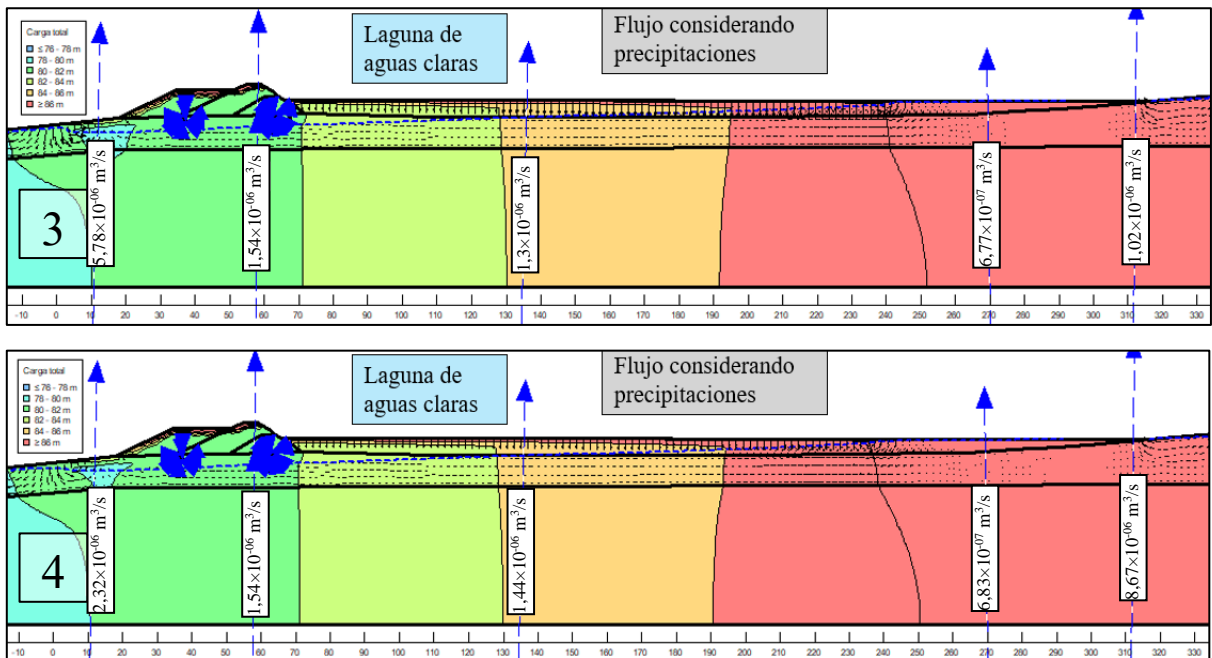 Carga total
≤ 76 - 78 m
78 - 80 m
80 - 82 m
82 - 84 m
84 - 86 m
≥ 86 m
Laguna de
aguas claras
Flujo considerando
precipitaciones
3
5,78×10⁻⁰⁶ m³/s
1,54×10⁻⁰⁶ m³/s
1,3×10⁻⁰⁶ m³/s
6,77×10⁻⁰⁷ m³/s
1,02×10⁻⁰⁶ m³/s
-10 0 10 20 30 40 50 60 70 80 90 100 110 120 130 140 150 160 170 180 190 200 210 220 230 240 250 260 270 280 290 300 310 320 330
Carga total
≤ 76 - 78 m
78 - 80 m
80 - 82 m
82 - 84 m
84 - 86 m
≥ 86 m
Laguna de
aguas claras
Flujo considerando
precipitaciones
4
2,32×10⁻⁰⁶ m³/s
1,54×10⁻⁰⁶ m³/s
1,44×10⁻⁰⁶ m³/s
6,83×10⁻⁰⁷ m³/s
8,67×10⁻⁰⁶ m³/s
-10 0 10 20 30 40 50 60 70 80 90 100 110 120 130 140 150 160 170 180 190 200 210 220 230 240 250 260 270 280 290 300 310 320 330